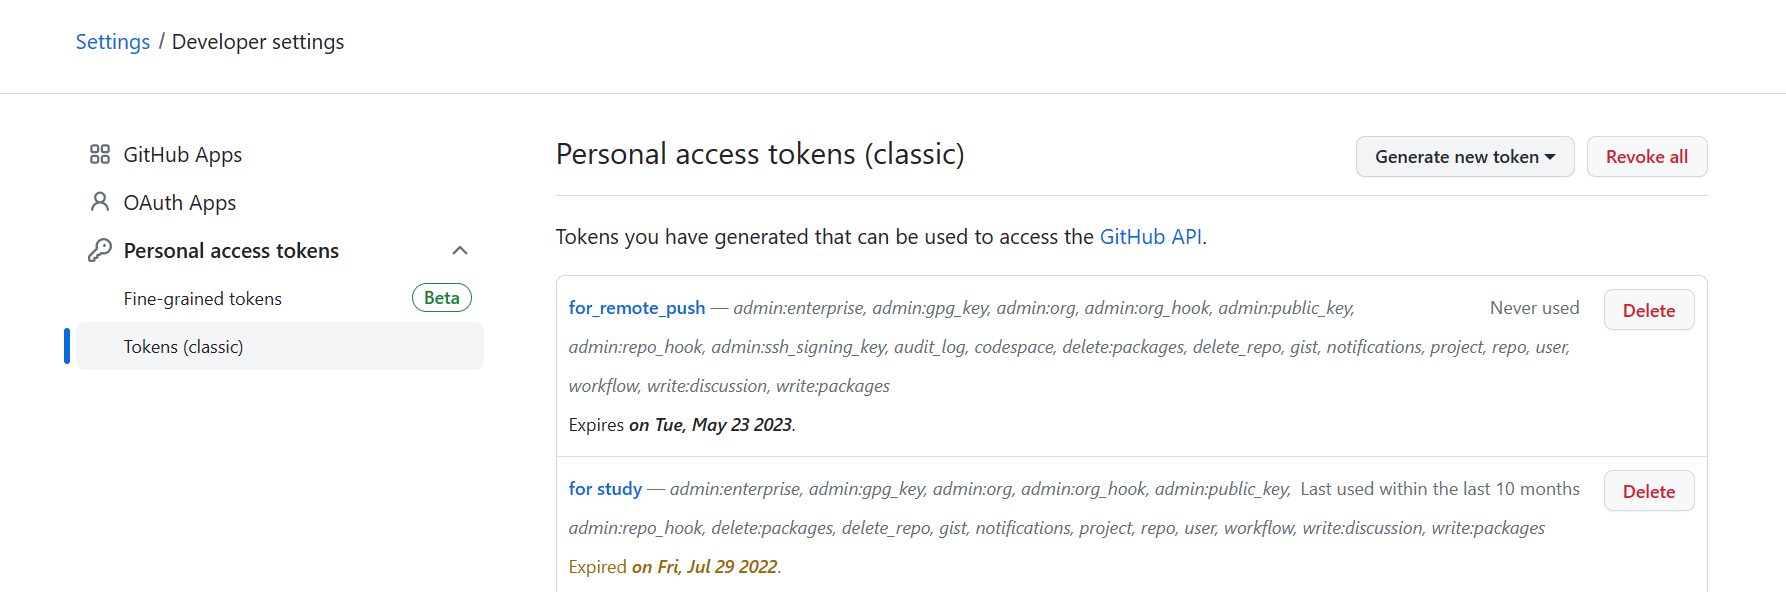 Settings / Developer settings
GitHub Apps
OAuth Apps
Personal access tokens
Fine-grained tokens Beta
Tokens (classic)
Personal access tokens (classic)
Generate new token Revoke all
Tokens you have generated that can be used to access the GitHub API.
for_remote_push — admin:enterprise, admin:gpg_key, admin:org, admin:org_hook, admin:public_key, Never used Delete
admin:repo_hook, admin:ssh_signing_key, audit_log, codespace, delete:packages, delete_repo, gist, notifications, project, repo, user,
workflow, write:discussion, write:packages
Expires on Tue, May 23 2023.
for study — admin:enterprise, admin:gpg_key, admin:org, admin:org_hook, admin:public_key, Last used within the last 10 months Delete
admin:repo_hook, delete:packages, delete_repo, gist, notifications, project, repo, user, workflow, write:discussion, write:packages
Expired on Fri, Jul 29 2022.